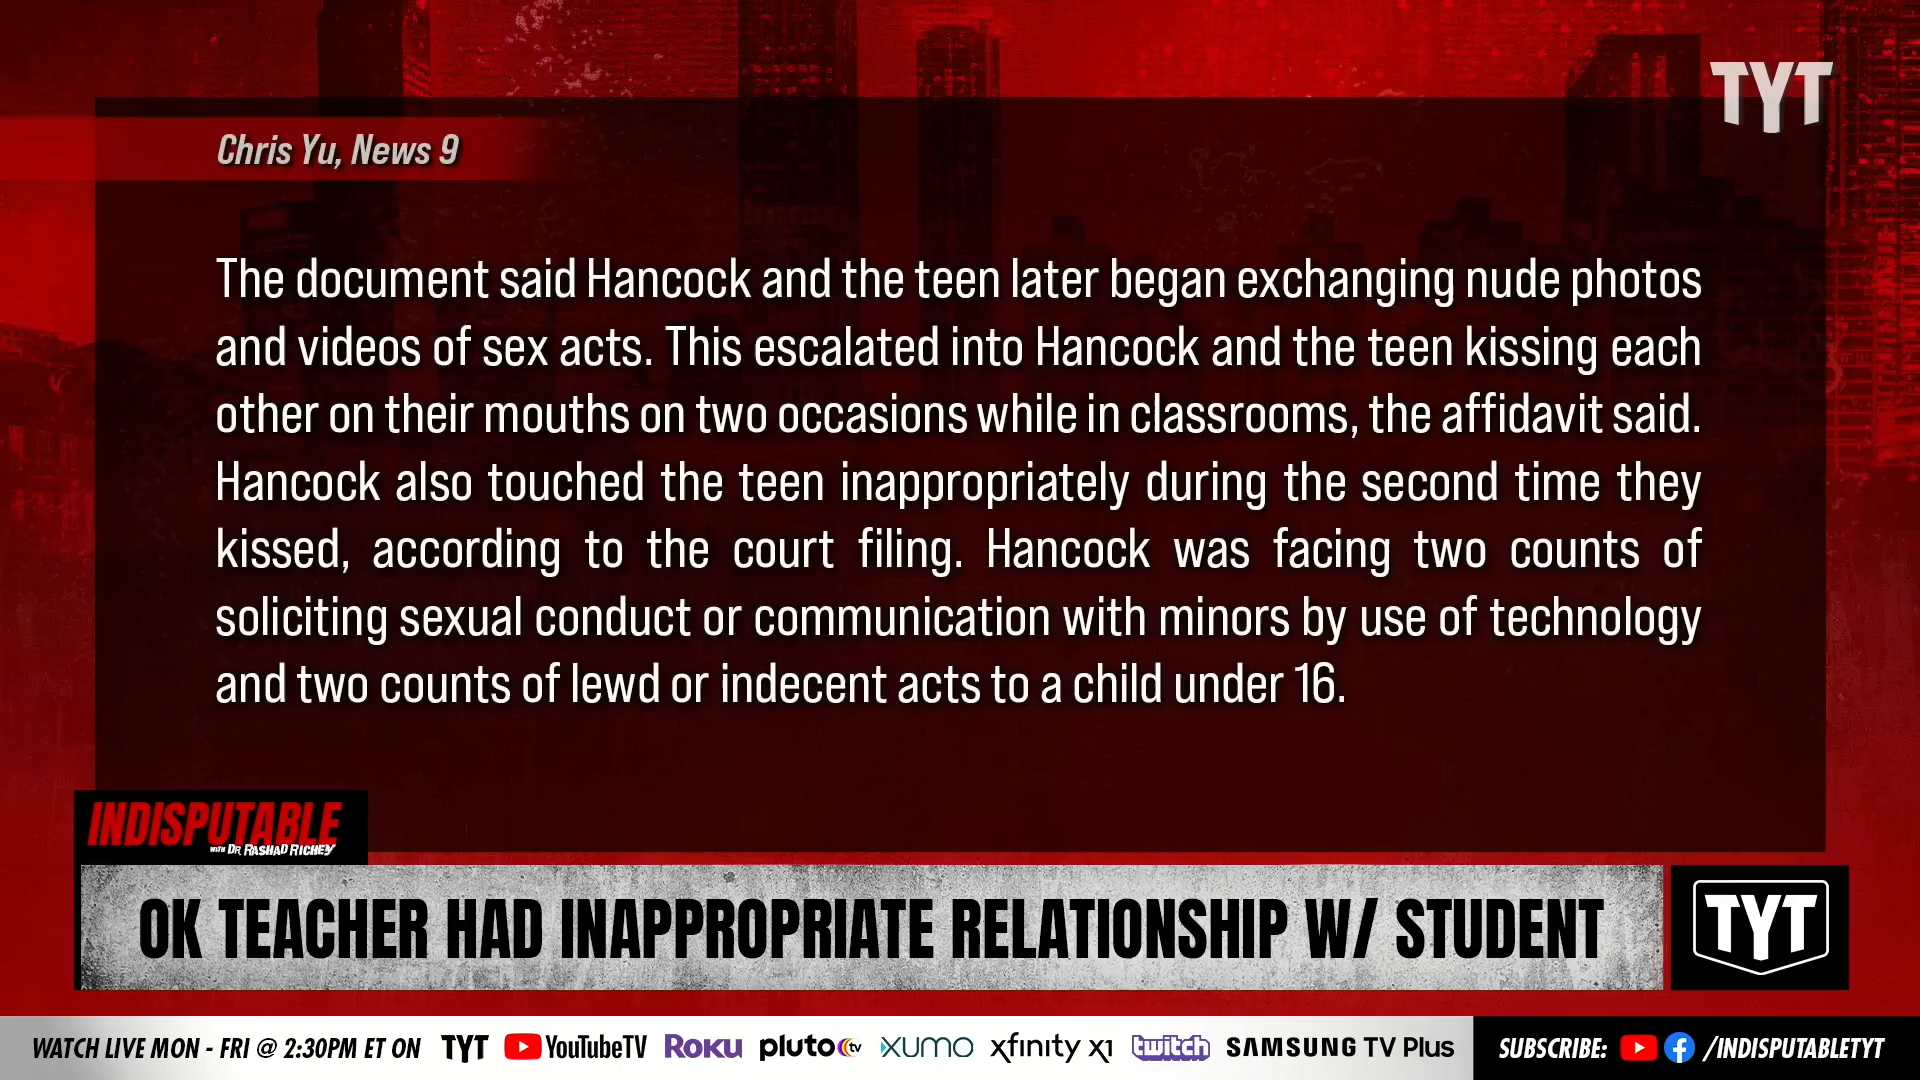 TYT
Chris Yu, News 9
The document said Hancock and the teen later began exchanging nude photos
and videos of sex acts. This escalated into Hancock and the teen kissing each
other on their mouths on two occasions while in classrooms, the affidavit said.
Hancock also touched the teen inappropriately during the second time they
kissed, according to the court filing. Hancock was facing two counts of
soliciting sexual conduct or communication with minors by use of technology
and two counts of lewd or indecent acts to a child under 16.
INDISPUTABLE
WITH DR RASHAD RICHEY
OK TEACHER HAD INAPPROPRIATE RELATIONSHIP W/ STUDENT
TYT
WATCH LIVE MON - FRI @ 2:30PM ET ON TYT YouTubeTV ROKU pluto tv xumo xfinity x1 twitch SAMSUNG TV Plus SUBSCRIBE: /INDISPUTABLETYT